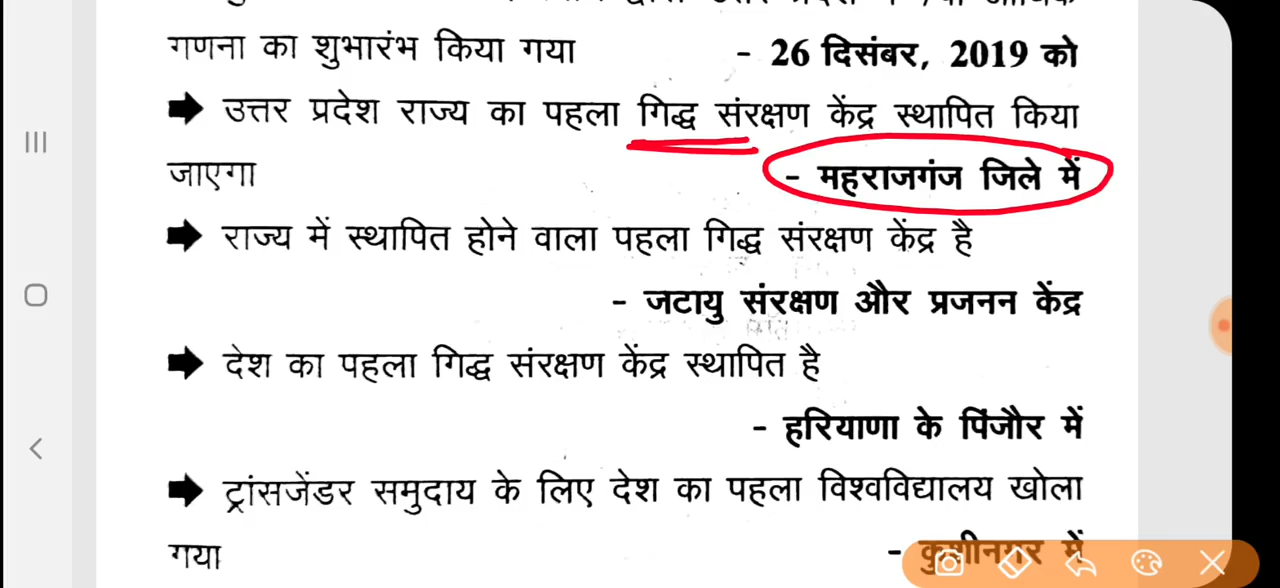 गणना का शुभारंभ किया गया - 26 दिसंबर, 2019 को
➡ उत्तर प्रदेश राज्य का पहला गिद्ध संरक्षण केंद्र स्थापित किया
जाएगा - महराजगंज जिले में
➡ राज्य में स्थापित होने वाला पहला गिद्ध संरक्षण केंद्र है
- जटायु संरक्षण और प्रजनन केंद्र
➡ देश का पहला गिद्ध संरक्षण केंद्र स्थापित है
- हरियाणा के पिंजौर में
➡ ट्रांसजेंडर समुदाय के लिए देश का पहला विश्वविद्यालय खोला
गया - कुशीनगर में